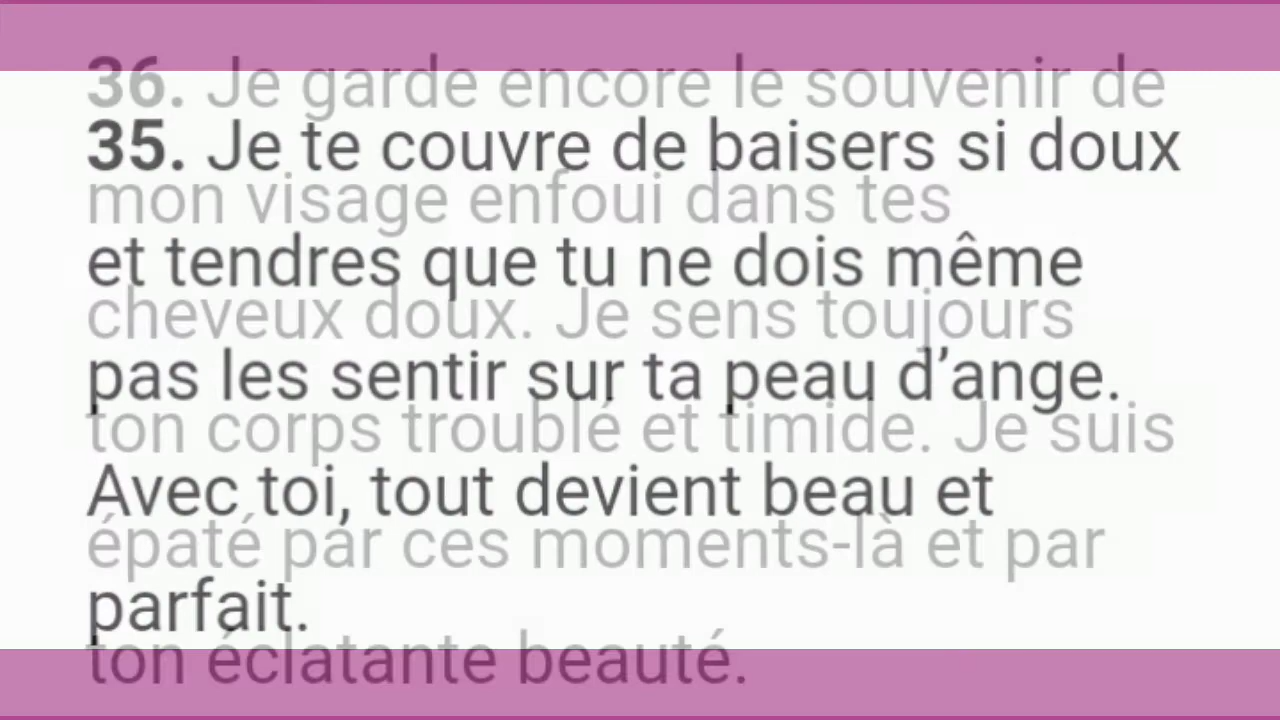 36. Je garde encore le souvenir de
35. Je te couvre de baisers si doux
mon visage enfoui dans tes
et tendres que tu ne dois même
cheveux doux. Je sens toujours
pas les sentir sur ta peau d’ange.
ton corps troublé et timide. Je suis
Avec toi, tout devient beau et
épaté par ces moments-là et par
parfait.
ton éclatante beauté.